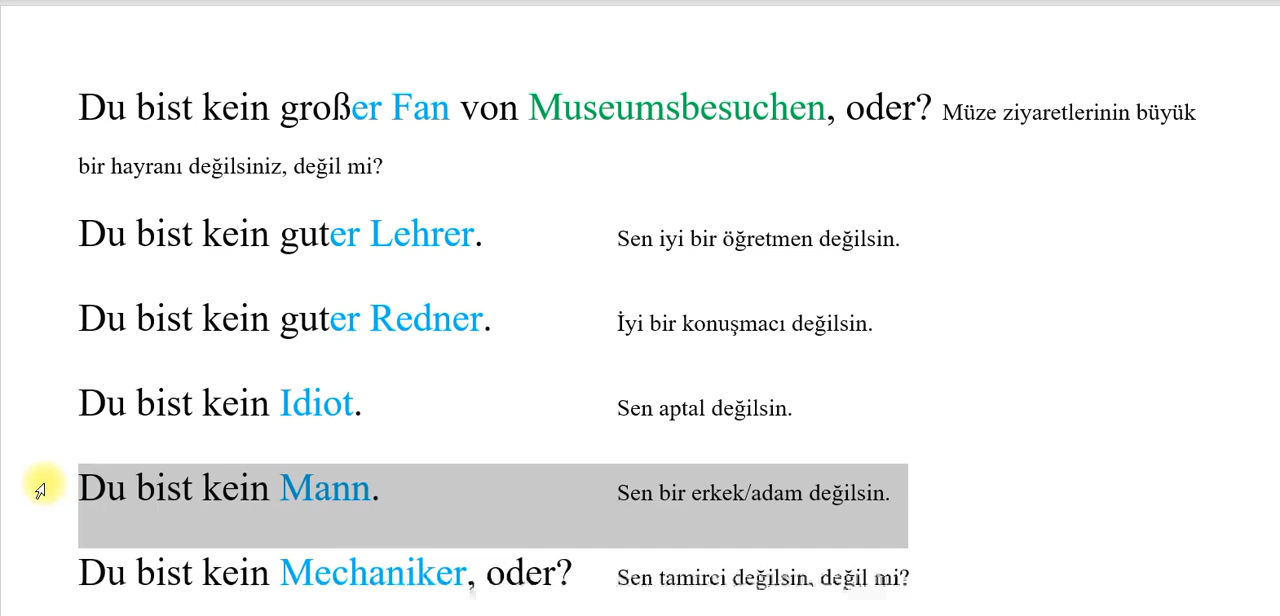 Du bist kein großer Fan von Museumsbesuchen, oder? Müze ziyaretlerinin büyük
bir hayranı değilsiniz, değil mi?
Du bist kein guter Lehrer. Sen iyi bir öğretmen değilsin.
Du bist kein guter Redner. İyi bir konuşmacı değilsin.
Du bist kein Idiot. Sen aptal değilsin.
Du bist kein Mann. Sen bir erkek/adam değilsin.
Du bist kein Mechaniker, oder? Sen tamirci değilsin, değil mi?